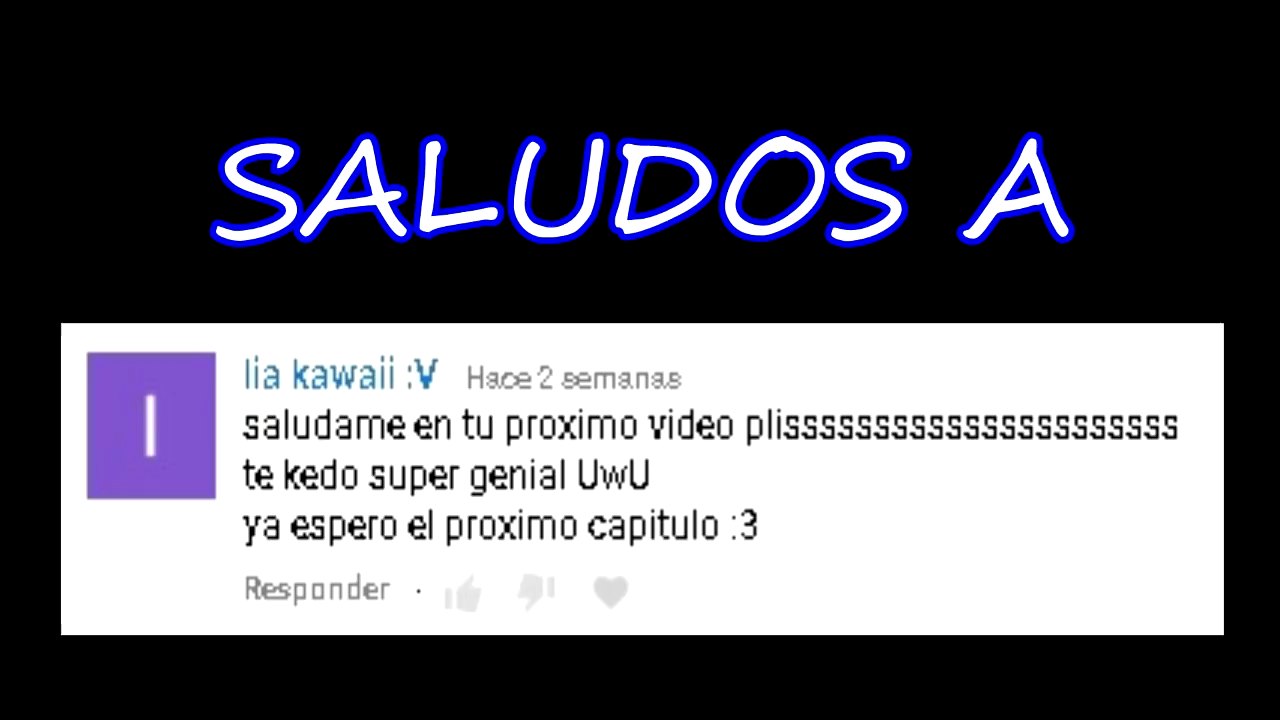 SALUDOS A
l
lia kawaii :V Hace 2 semanas
saludame en tu proximo video plisssssssssssssssssssssss
te kedo super genial UwU
ya espero el proximo capitulo :3
Responder ·